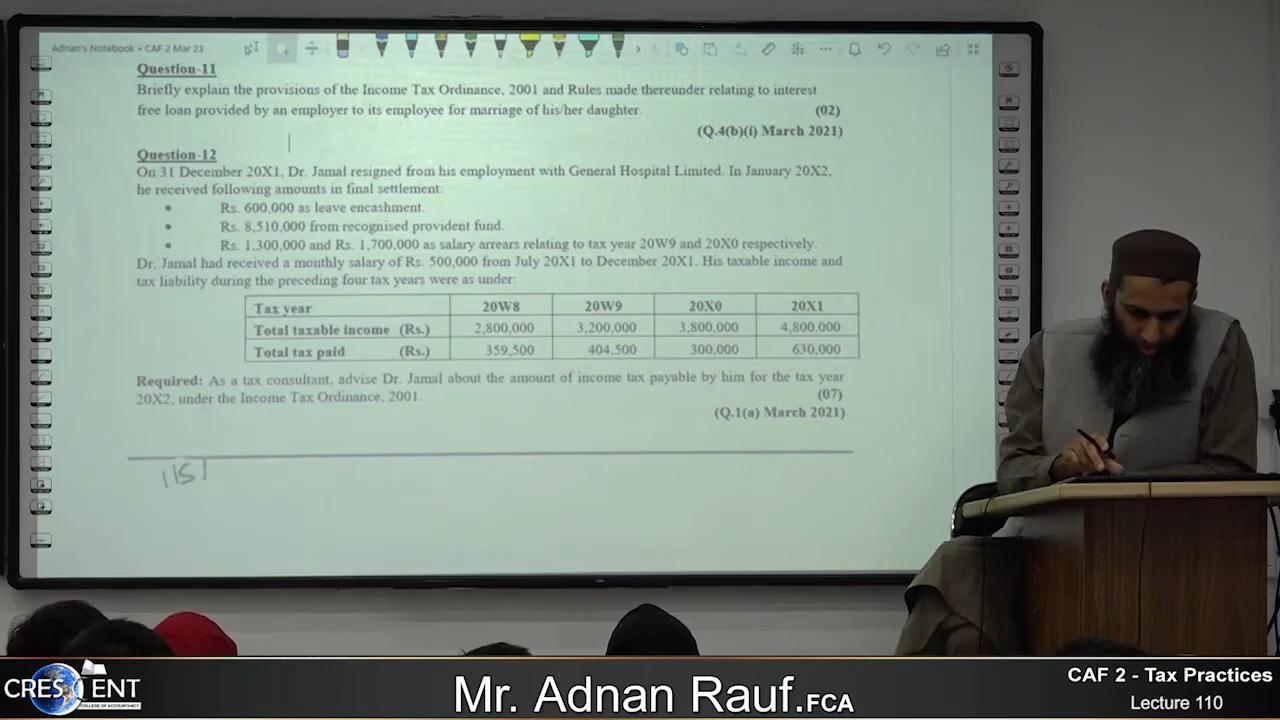 Adnan's Notebook • CAF 2 Mar 23
Question-11
Briefly explain the provisions of the Income Tax Ordinance, 2001 and Rules made thereunder relating to interest
free loan provided by an employer to its employee for marriage of his/her daughter. (02)
(Q.4(b)(i) March 2021)
Question-12
On 31 December 20X1, Dr. Jamal resigned from his employment with General Hospital Limited. In January 20X2,
he received following amounts in final settlement:
• Rs. 600,000 as leave encashment.
• Rs. 8,510,000 from recognised provident fund.
• Rs. 1,300,000 and Rs. 1,700,000 as salary arrears relating to tax year 20W9 and 20X0 respectively.
Dr. Jamal had received a monthly salary of Rs. 500,000 from July 20X1 to December 20X1. His taxable income and
tax liability during the preceding four tax years were as under:
Tax year 20W8 20W9 20X0 20X1
Total taxable income (Rs.) 2,800,000 3,200,000 3,800,000 4,800,000
Total tax paid (Rs.) 359,500 404,500 300,000 630,000
Required: As a tax consultant, advise Dr. Jamal about the amount of income tax payable by him for the tax year
20X2, under the Income Tax Ordinance, 2001. (07)
(Q.1(a) March 2021)
CRESCENT
COLLEGE OF ACCOUNTANCY
Mr. Adnan Rauf.FCA
CAF 2 - Tax Practices
Lecture 110